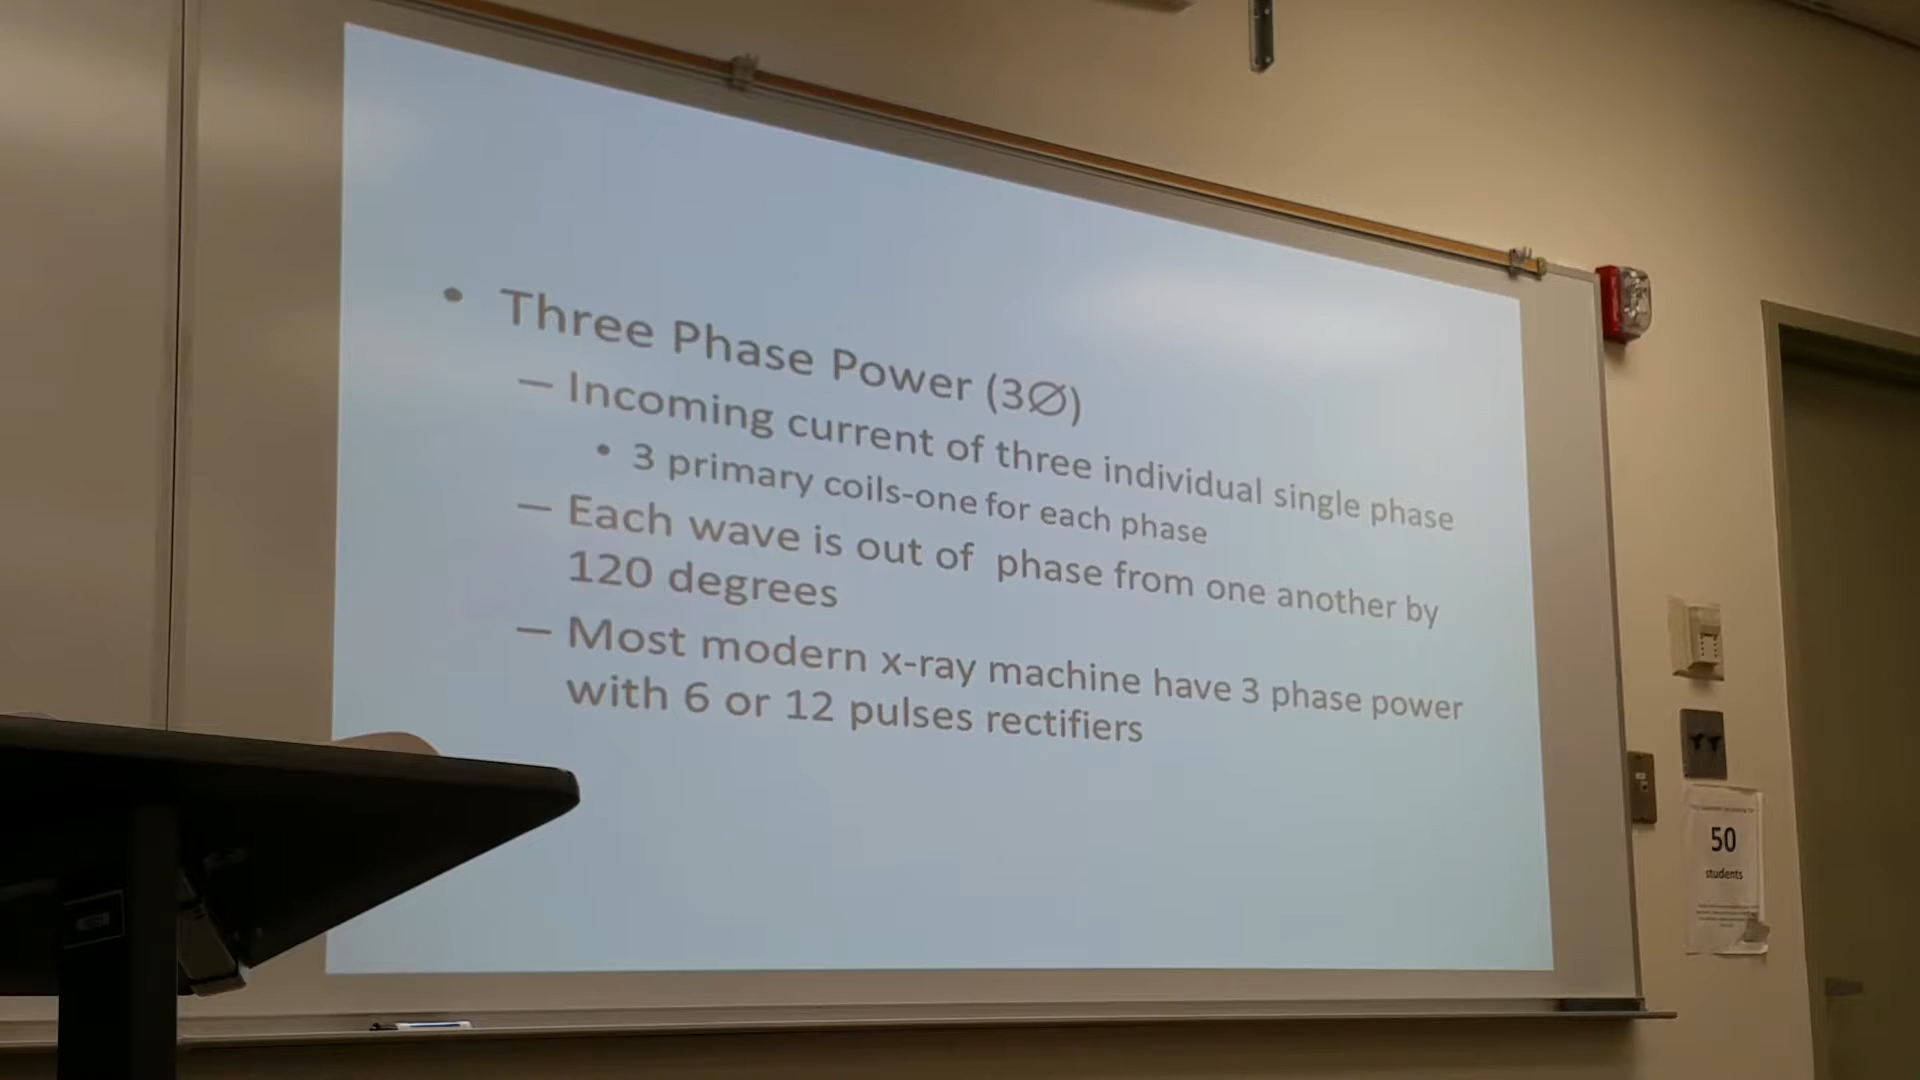 • Three Phase Power (3∅)
— Incoming current of three individual single phase
• 3 primary coils-one for each phase
— Each wave is out of phase from one another by
120 degrees
— Most modern x-ray machine have 3 phase power
with 6 or 12 pulses rectifiers
50
students